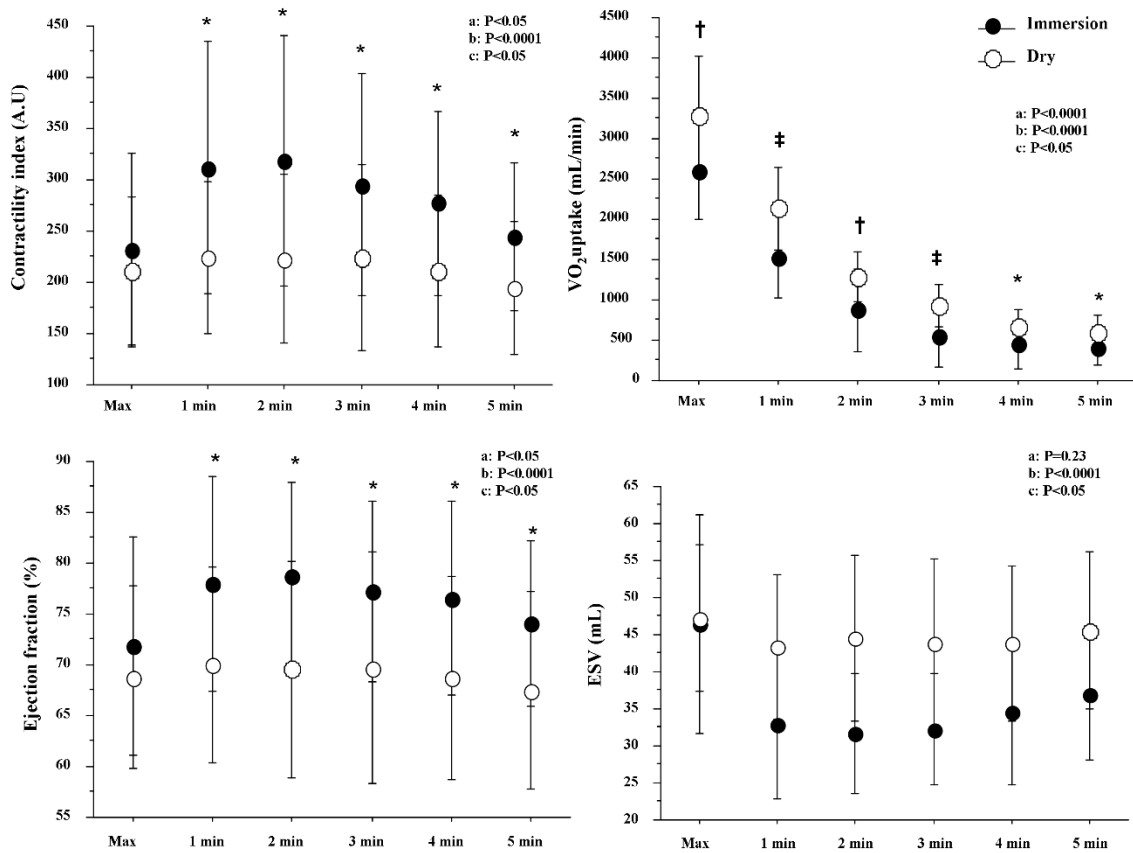 Contractility index (A.U)
450
400
350
300
250
200
150
100
* * * * *
a: P<0.05
b: P<0.0001
c: P<0.05
Max 1 min 2 min 3 min 4 min 5 min
VO2uptake (mL/min)
4500
4000
3500
3000
2500
2000
1500
1000
500
0
† ‡ † ‡ * *
Immersion
Dry
a: P<0.0001
b: P<0.0001
c: P<0.05
Max 1 min 2 min 3 min 4 min 5 min
Ejection fraction (%)
90
85
80
75
70
65
60
55
* * * * *
a: P<0.05
b: P<0.0001
c: P<0.05
Max 1 min 2 min 3 min 4 min 5 min
ESV (mL)
65
60
55
50
45
40
35
30
25
20
a: P=0.23
b: P<0.0001
c: P<0.05
Max 1 min 2 min 3 min 4 min 5 min